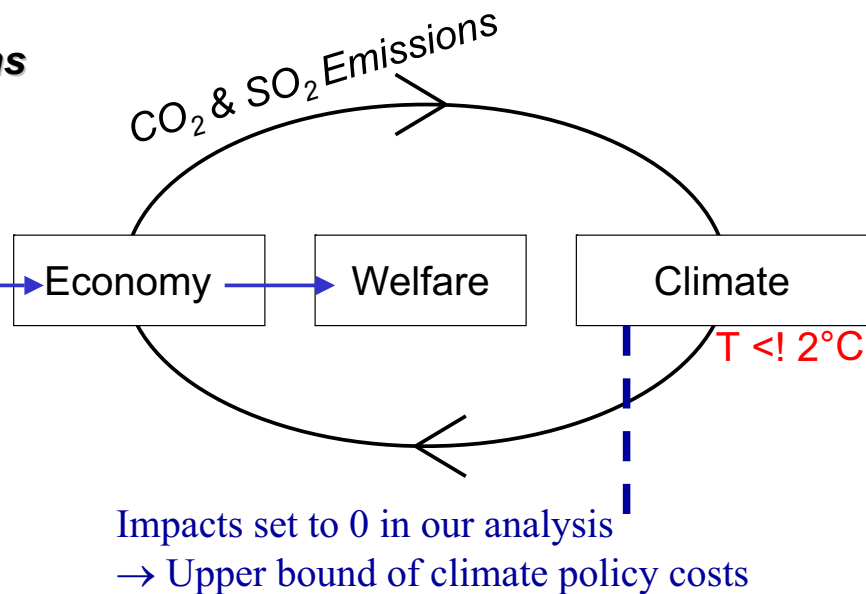 CO₂ & SO₂ Emissions
Economy
Welfare
Climate
T <! 2°C
Impacts set to 0 in our analysis
→ Upper bound of climate policy costs